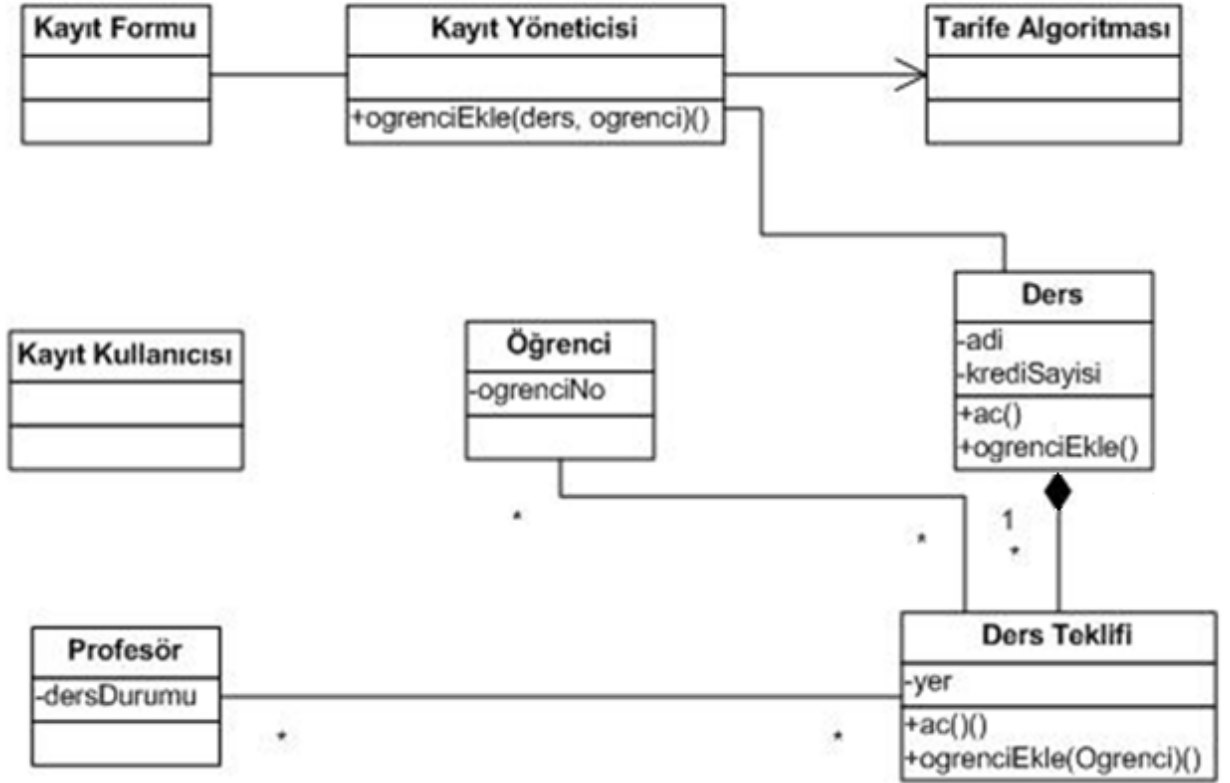 Kayıt Formu
Kayıt Yöneticisi
+ogrenciEkle(ders, ogrenci)()
Tarife Algoritması
Ders
-adi
-krediSayisi
+ac()
+ogrenciEkle()
Kayıt Kullanıcısı
Öğrenci
-ogrenciNo
*
*
1
*
Profesör
-dersDurumu
*
*
Ders Teklifi
-yer
+ac()()
+ogrenciEkle(Ogrenci)()